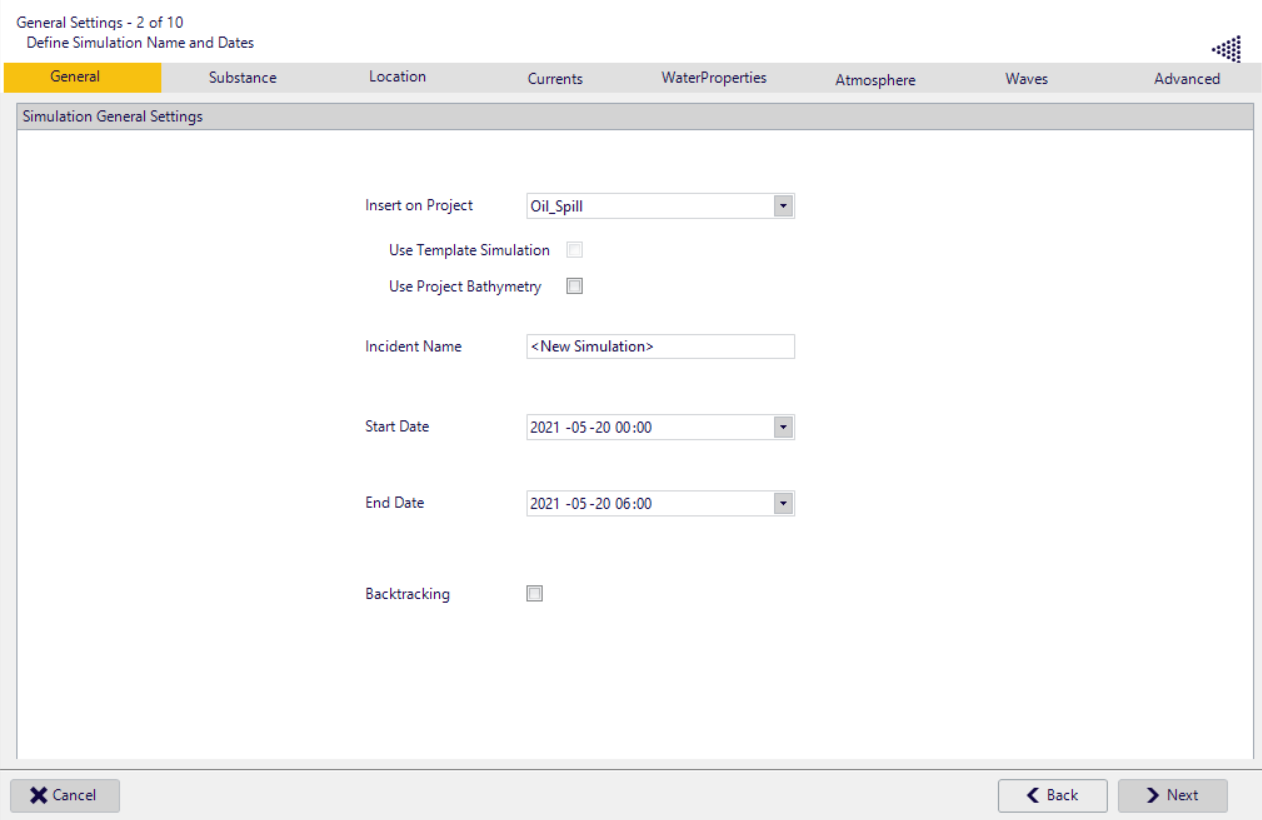 General Settings - 2 of 10
Define Simulation Name and Dates
General Substance Location Currents WaterProperties Atmosphere Waves Advanced
Simulation General Settings
Insert on Project Oil_Spill
Use Template Simulation
Use Project Bathymetry
Incident Name <New Simulation>
Start Date 2021 -05 -20 00:00
End Date 2021 -05 -20 06:00
Backtracking
Cancel Back Next